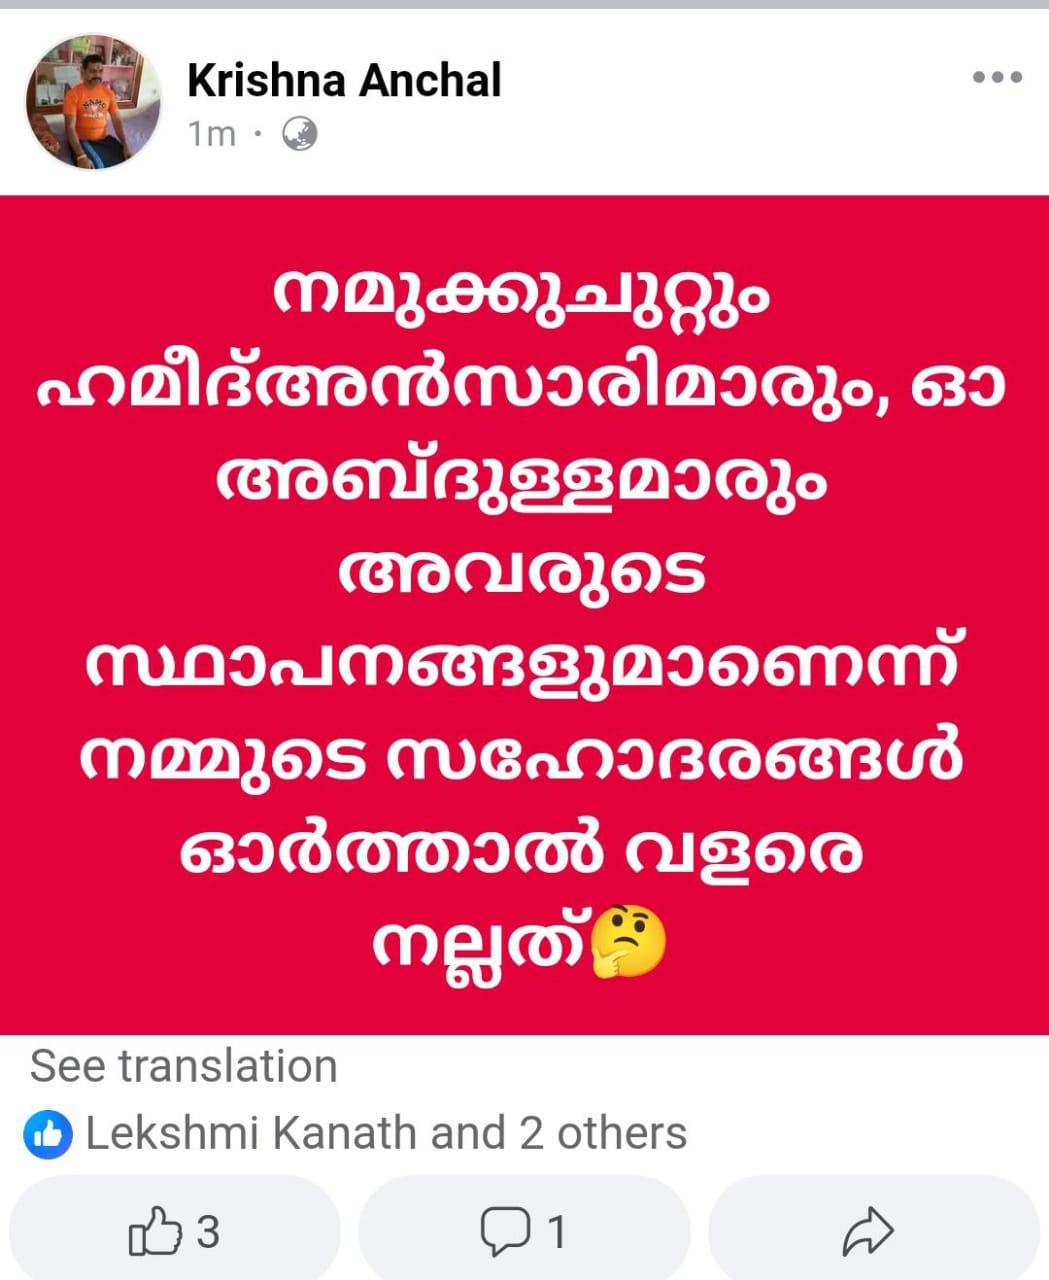 Krishna Anchal
1m ·
നമുക്കുചുറ്റും
ഹമീദ്അൻസാരിമാരും, ഓ
അബ്ദുള്ളമാരും
അവരുടെ
സ്ഥാപനങ്ങളുമാണെന്ന്
നമ്മുടെ സഹോദരങ്ങൾ
ഓർത്താൽ വളരെ
നല്ലത്🤔
See translation
Lekshmi Kanath and 2 others
3 1